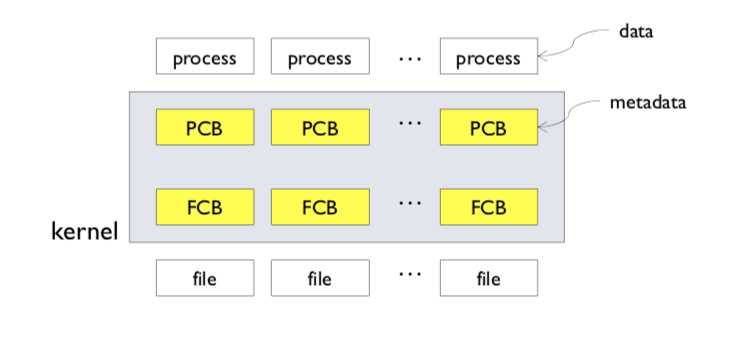 data
process process ... process
metadata
PCB PCB ... PCB
FCB FCB ... FCB
kernel
file file ... file